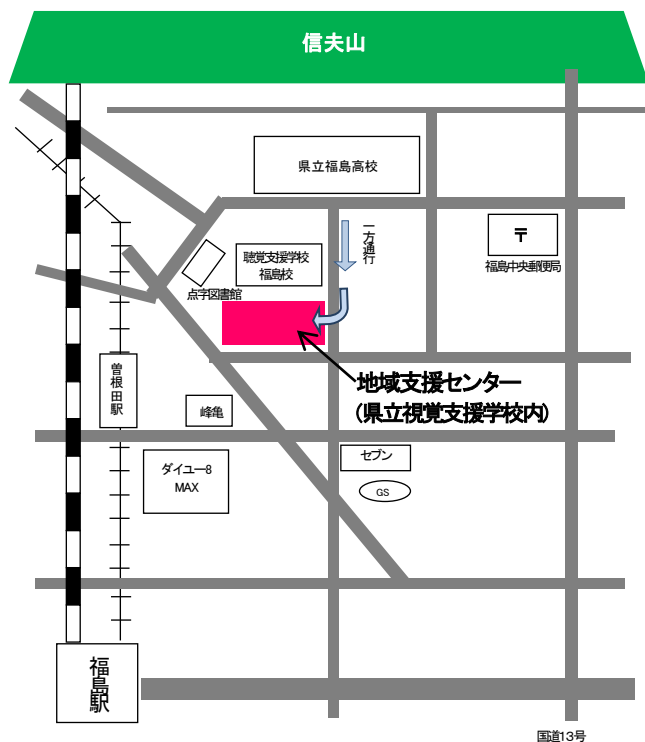 信夫山
県立福島高校
一方通行
〒
福島中央郵便局
聴覚支援学校
福島校
点字図書館
地域支援センター
(県立視覚支援学校内)
曽根田駅
峰亀
セブン
GS
ダイユー8
MAX
福島駅
国道13号